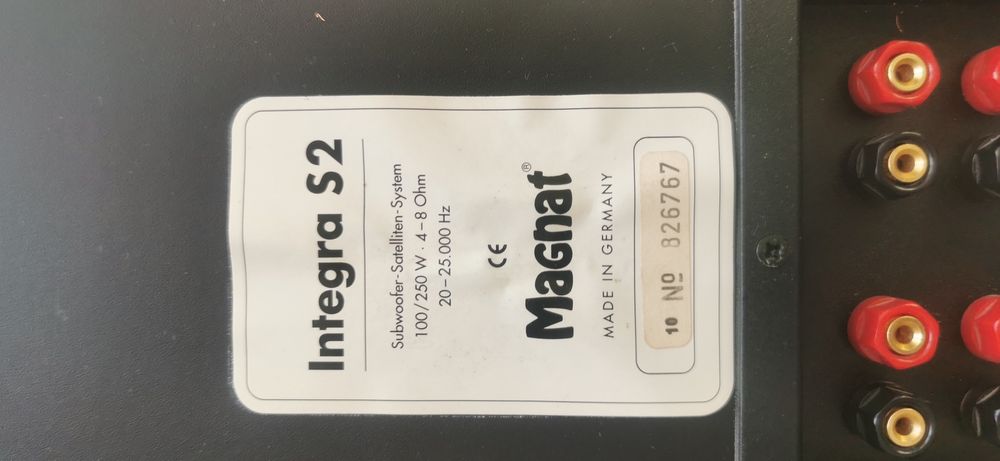 Integra S2
Subwoofer-Satelliten-System
100/250 W · 4–8 Ohm
20–25.000 Hz
CE
Magnat®
MADE IN GERMANY
10 Nº 826767